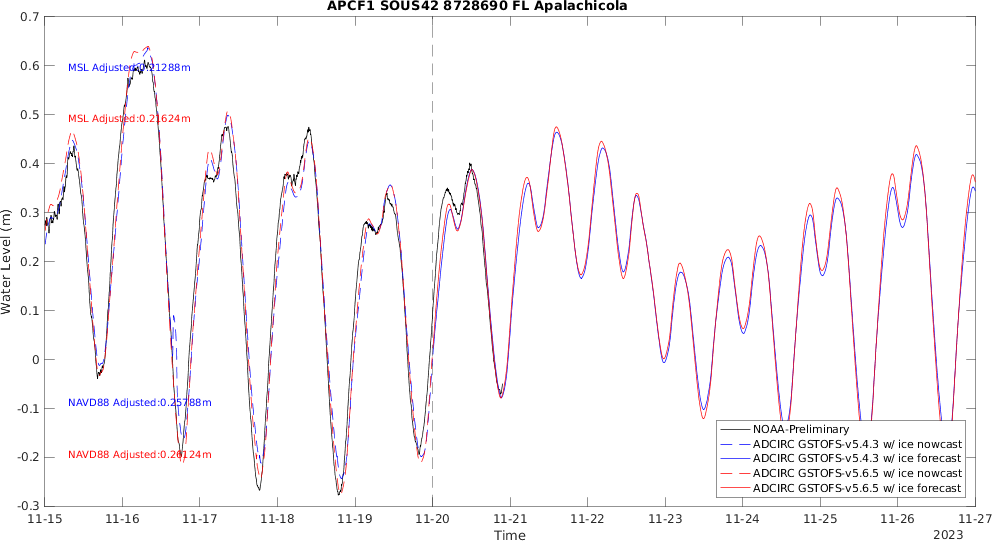 APCF1 SOUS42 8728690 FL Apalachicola
0.7
0.6
0.5
0.4
0.3
0.2
0.1
0
-0.1
-0.2
-0.3
Water Level (m)
MSL Adjusted:0.21288m
MSL Adjusted:0.21624m
NAVD88 Adjusted:0.25788m
NAVD88 Adjusted:0.26124m
NOAA-Preliminary
ADCIRC GSTOFS-v5.4.3 w/ ice nowcast
ADCIRC GSTOFS-v5.4.3 w/ ice forecast
ADCIRC GSTOFS-v5.6.5 w/ ice nowcast
ADCIRC GSTOFS-v5.6.5 w/ ice forecast
11-15 11-16 11-17 11-18 11-19 11-20 11-21 11-22 11-23 11-24 11-25 11-26 11-27
Time
2023